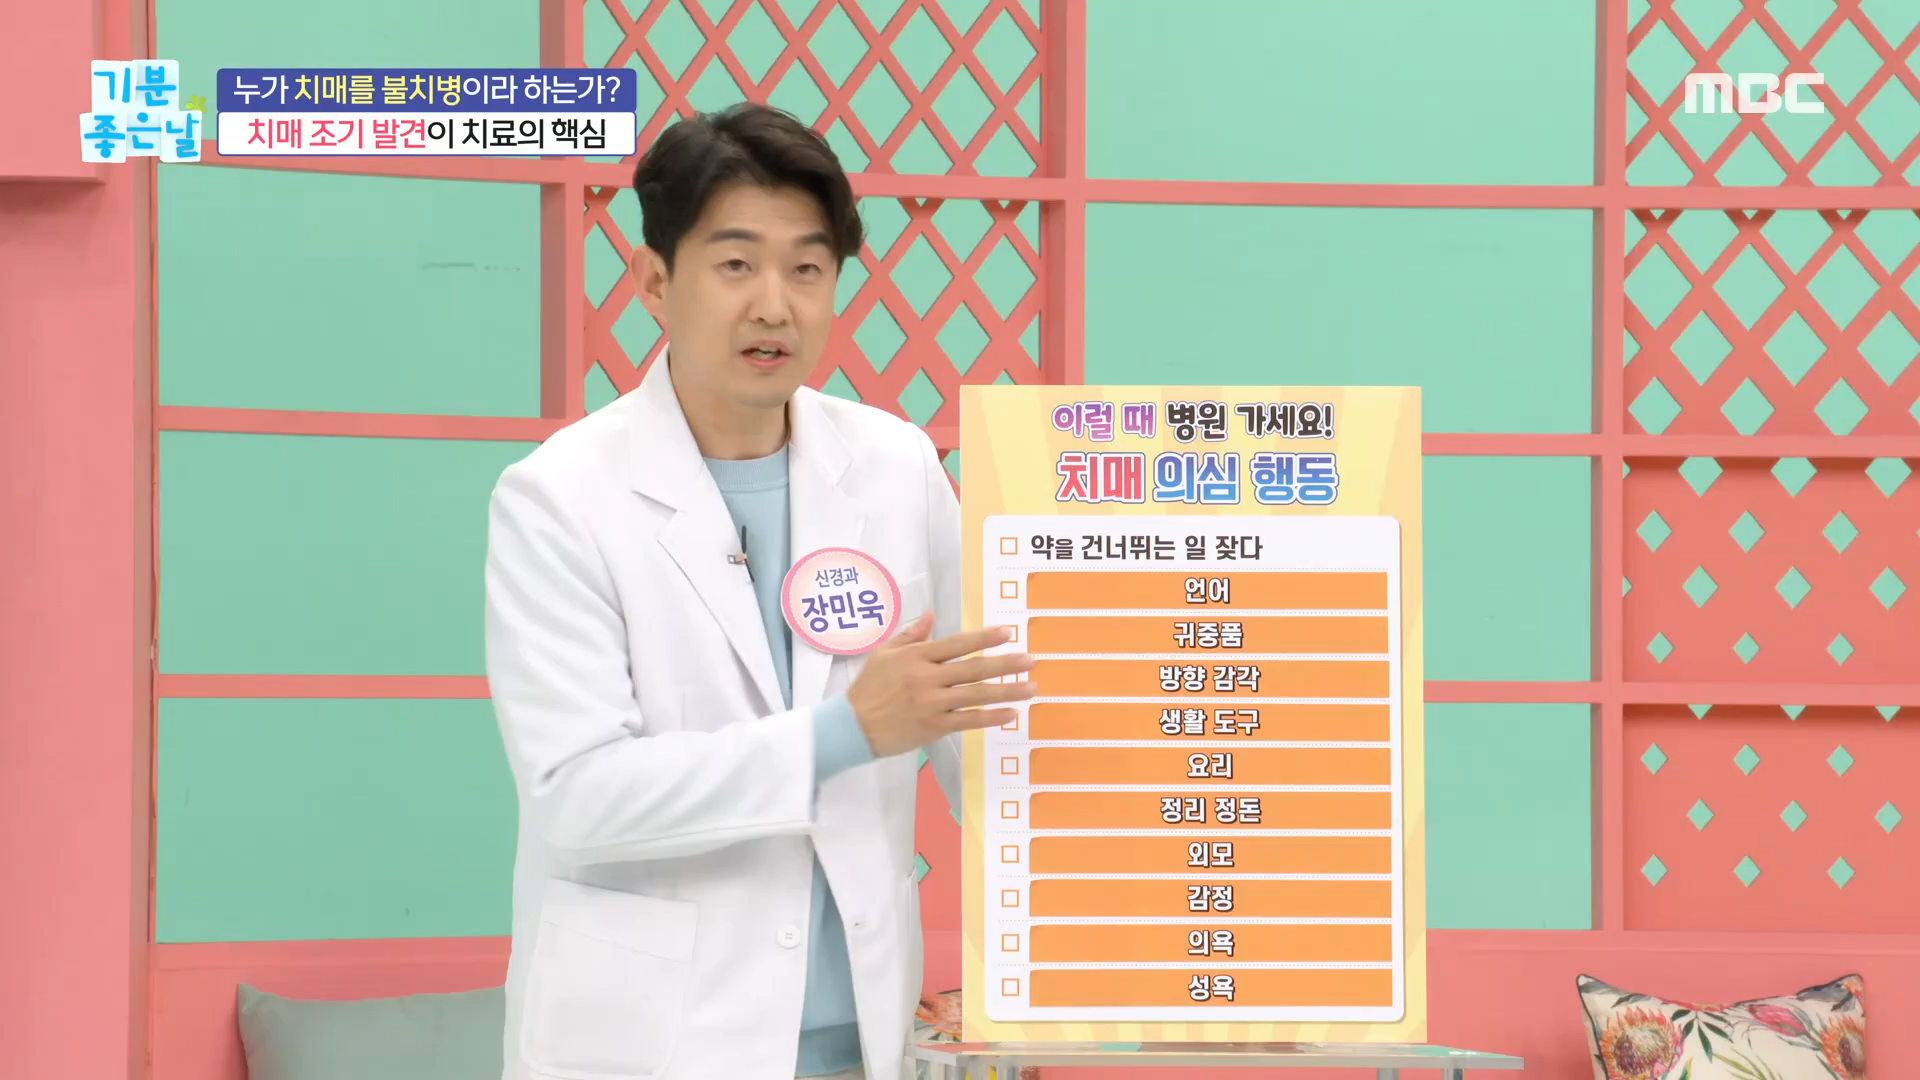 기분
좋은날
누가 치매를 불치병이라 하는가?
치매 조기 발견이 치료의 핵심
MBC
신경과
장민욱
이럴 때 병원 가세요!
치매 의심 행동
약을 건너뛰는 일 잦다
언어
귀중품
방향 감각
생활 도구
요리
정리 정돈
외모
감정
의욕
성욕